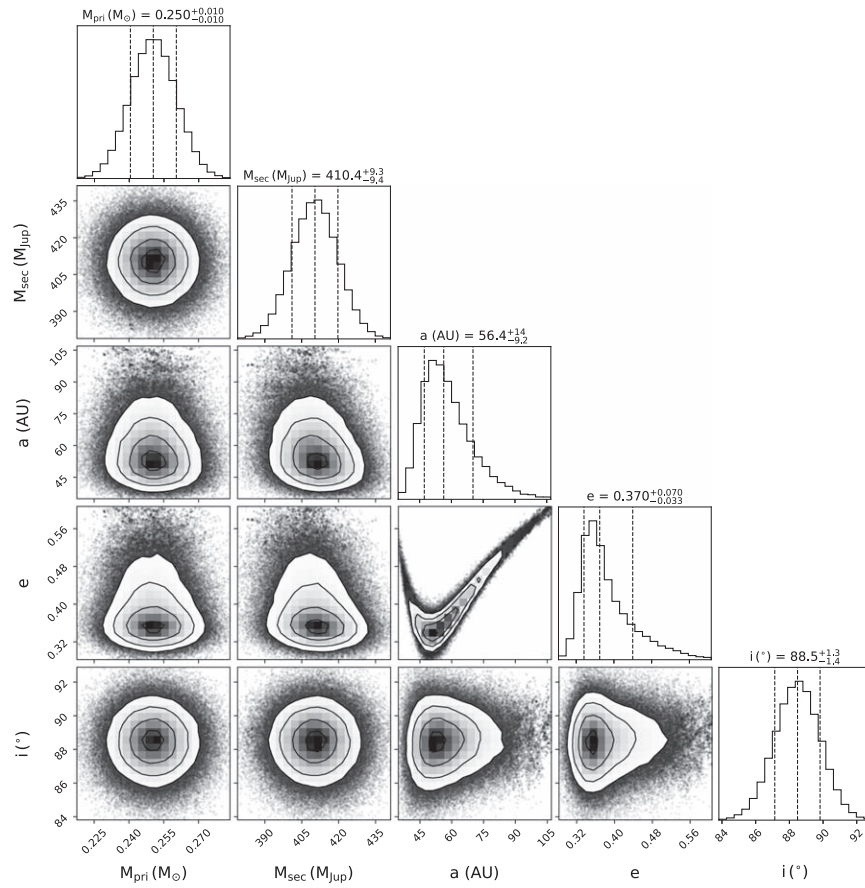 M_pri (M_⊙) = 0.250^{+0.010}_{-0.010}
M_sec (M_Jup) = 410.4^{+9.3}_{-9.4}
435
420
405
390
M_sec (M_Jup)
a (AU) = 56.4^{+14}_{-9.2}
105
90
75
60
45
a (AU)
e = 0.370^{+0.070}_{-0.033}
0.56
0.48
0.40
0.32
e
i (°) = 88.5^{+1.3}_{-1.4}
92
90
88
86
84
i (°)
0.225 0.240 0.255 0.270 390 405 420 435 45 60 75 90 105 0.32 0.40 0.48 0.56 84 86 88 90 92
M_pri (M_⊙) M_sec (M_Jup) a (AU) e i (°)